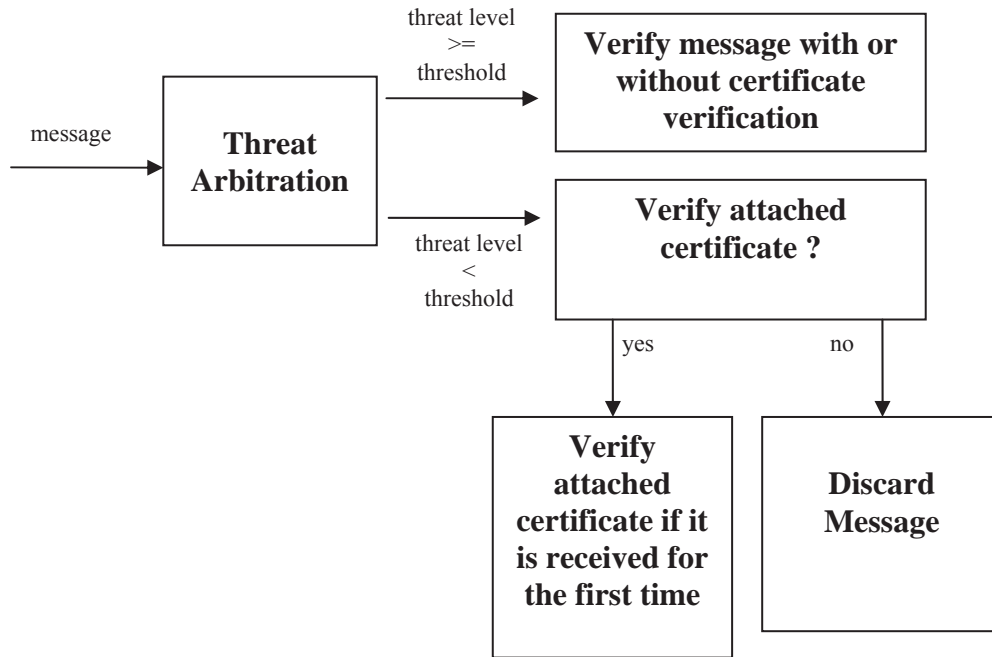 threat level
>=
threshold
Verify message with or
without certificate
verification
message
Threat
Arbitration
threat level
<
threshold
Verify attached
certificate ?
yes
no
Verify
attached
certificate if it
is received for
the first time
Discard
Message